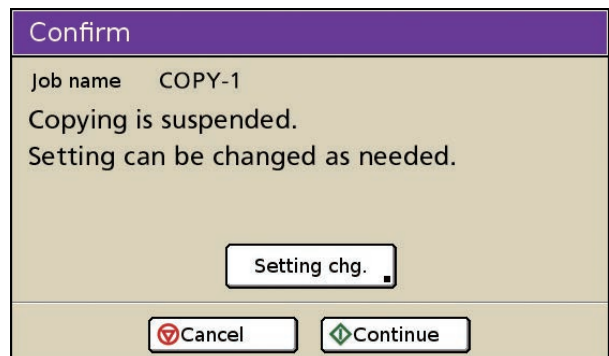 Confirm
Job name COPY-1
Copying is suspended.
Setting can be changed as needed.
Setting chg.
Cancel Continue